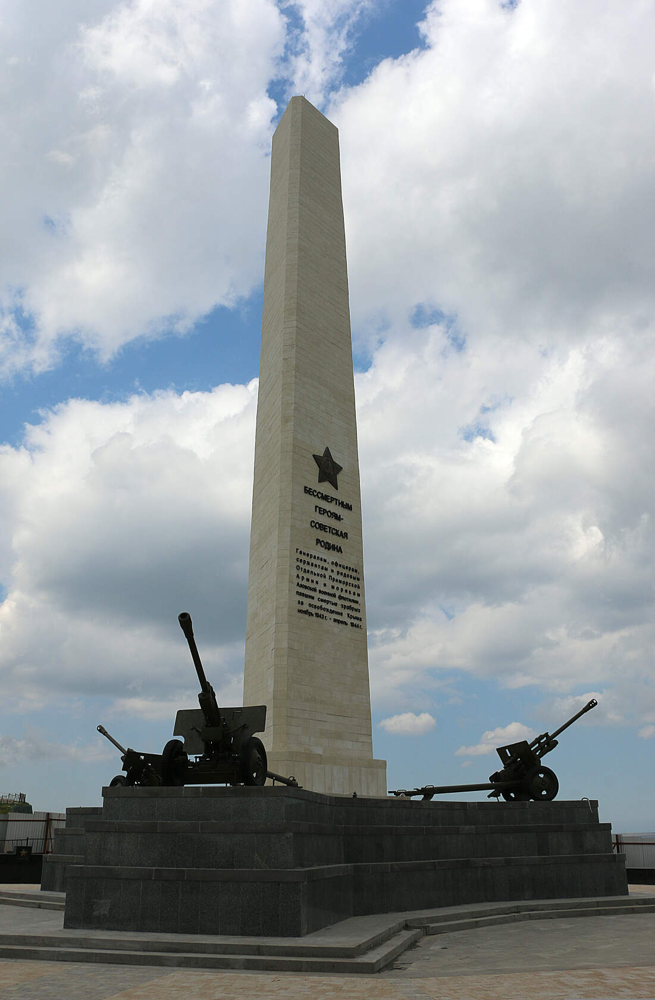 БЕССМЕРТНЫМ
ГЕРОЯМ-
СОВЕТСКАЯ
РОДИНА
Генералам, офицерам,
сержантам и рядовым
Отдельной Приморской
Армии и морякам
Азовской военной флотилии,
павшим смертью храбрых
за освобождение Крыма
ноябрь 1943 г. - апрель 1944 г.